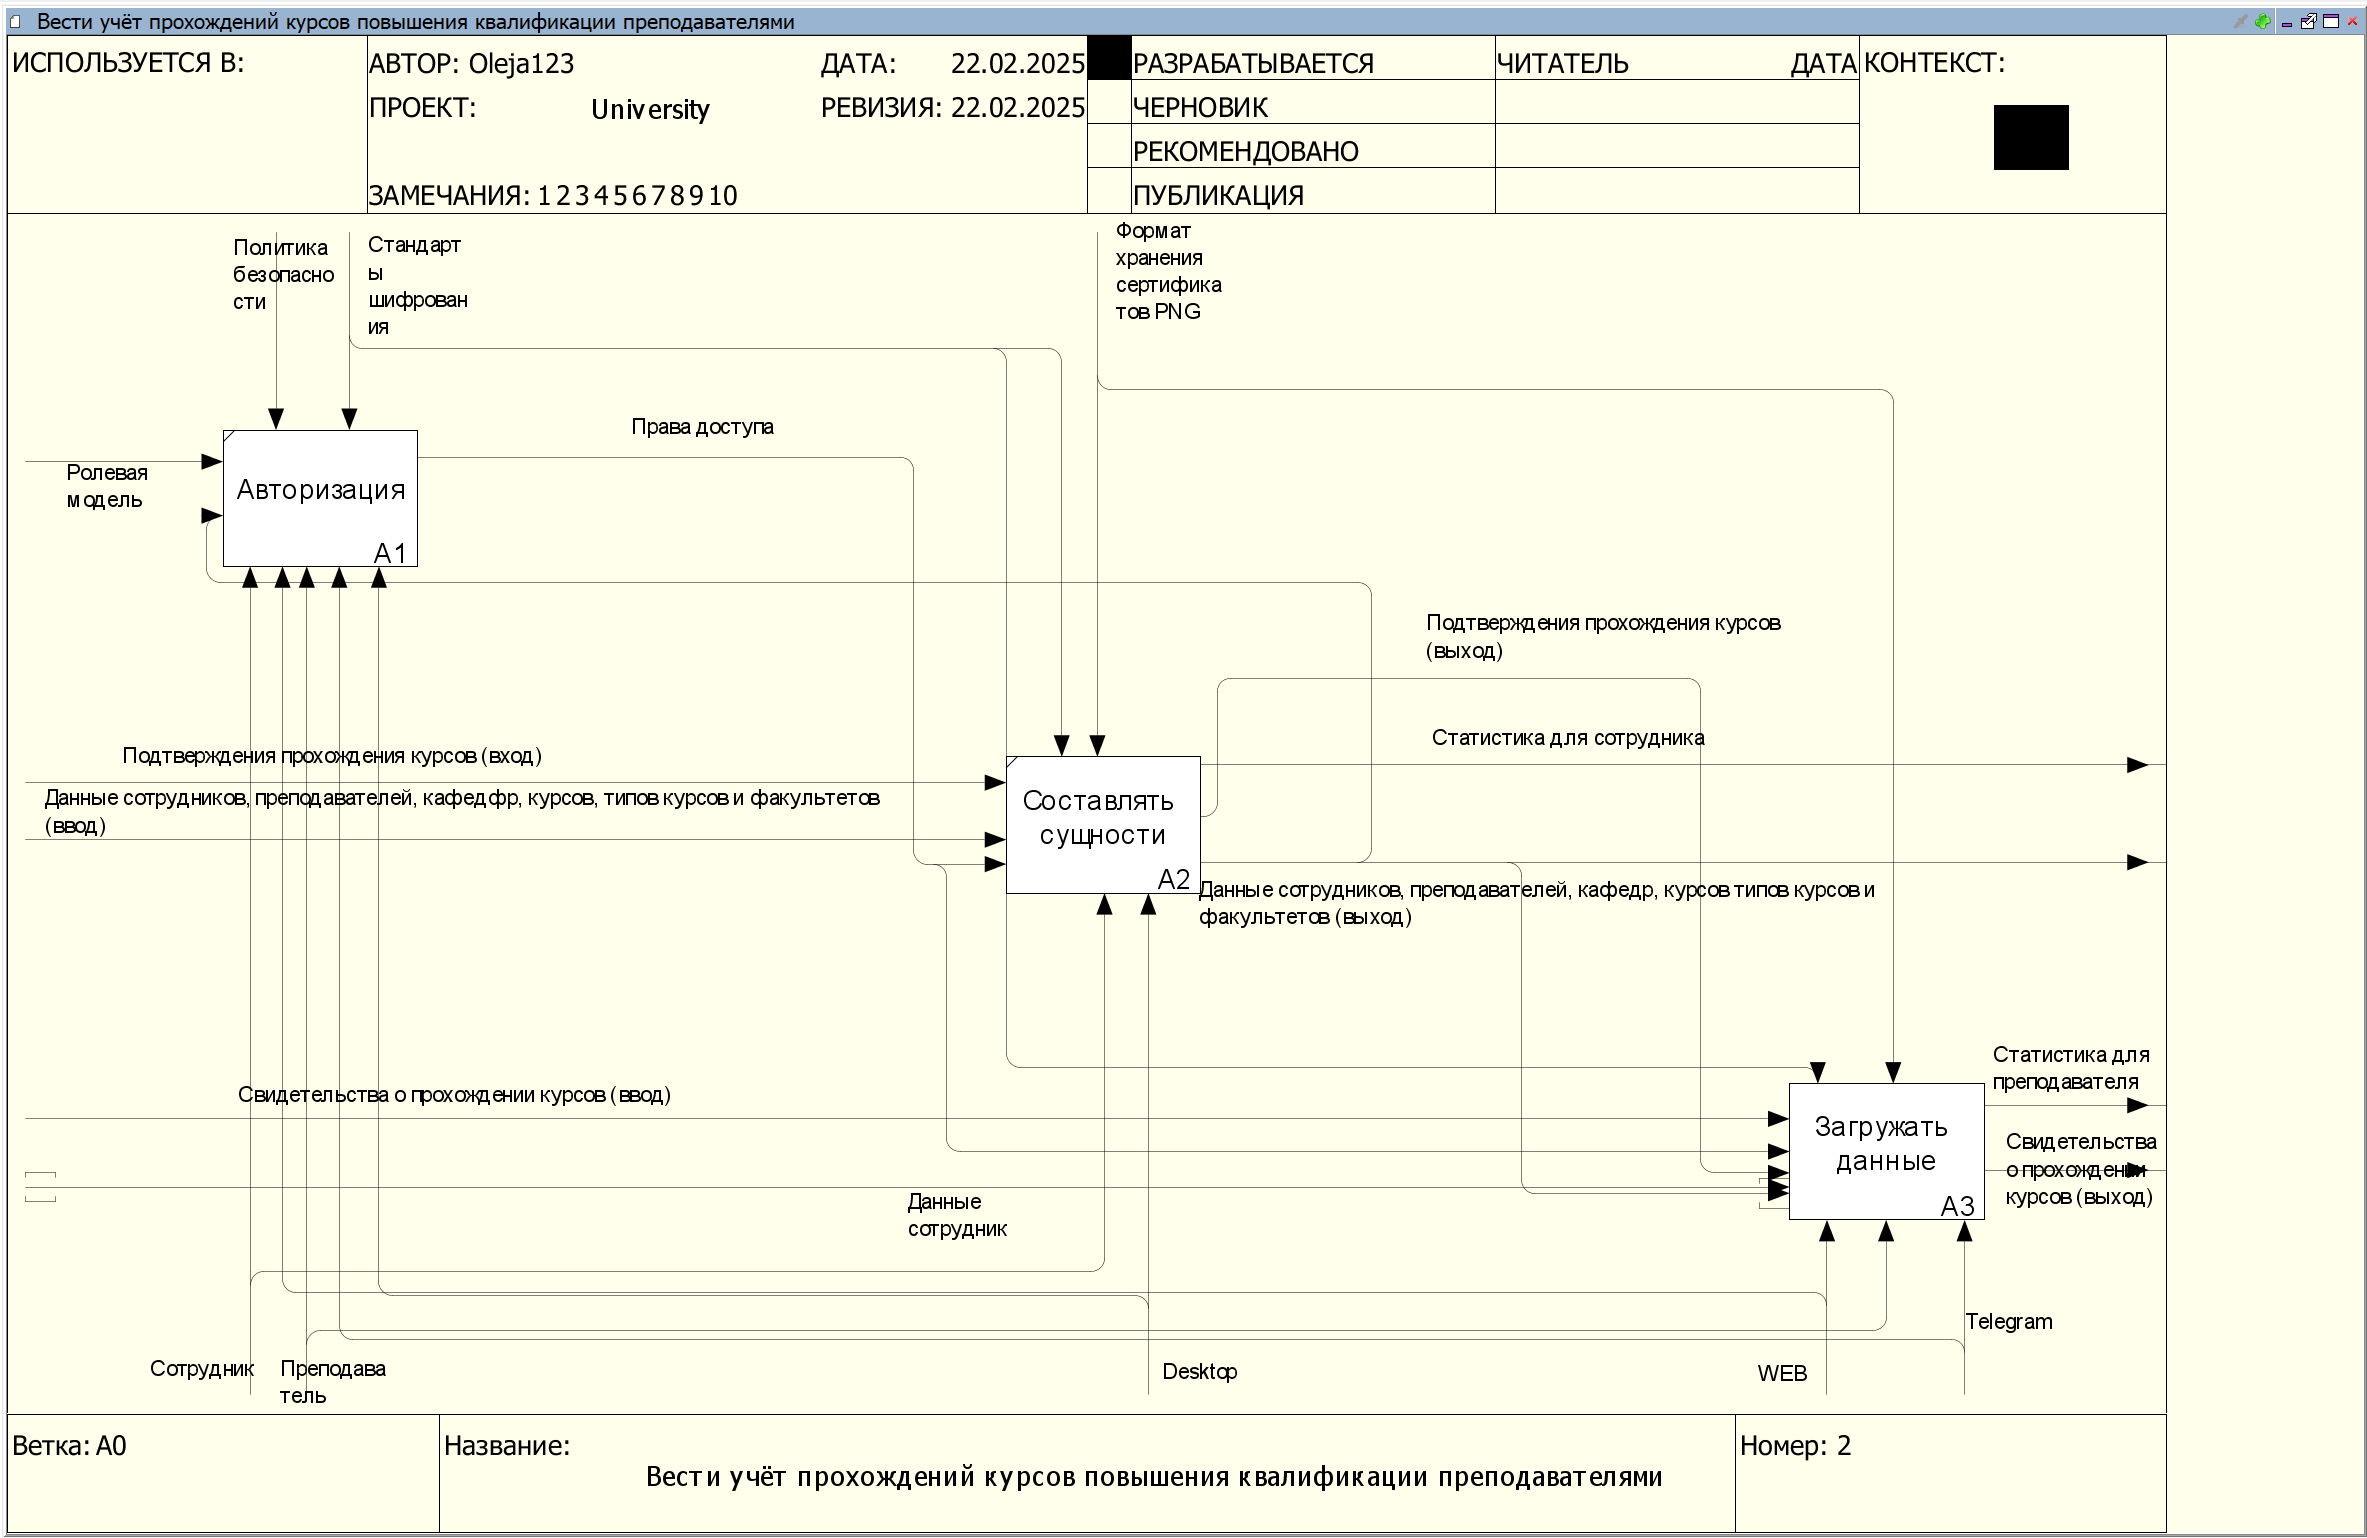 Вести учёт прохождений курсов повышения квалификации преподавателями
ИСПОЛЬЗУЕТСЯ В:
АВТОР: Oleja123
ДАТА: 22.02.2025
ПРОЕКТ: University
РЕВИЗИЯ: 22.02.2025
ЗАМЕЧАНИЯ: 1 2 3 4 5 6 7 8 9 10
РАЗРАБАТЫВАЕТСЯ
ЧЕРНОВИК
РЕКОМЕНДОВАНО
ПУБЛИКАЦИЯ
ЧИТАТЕЛЬ
ДАТА
КОНТЕКСТ:
Политика
безопасно
сти
Стандарт
ы
шифрован
ия
Формат
хранения
сертифика
тов PNG
Права доступа
Ролевая
модель
Авторизация
A1
Подтверждения прохождения курсов
(выход)
Статистика для сотрудника
Подтверждения прохождения курсов (вход)
Данные сотрудников, преподавателей, кафедфр, курсов, типов курсов и факультетов
(ввод)
Составлять
сущности
A2
Данные сотрудников, преподавателей, кафедр, курсов типов курсов и
факультетов (выход)
Статистика для
преподавателя
Свидетельства о прохождении курсов (ввод)
Загружать
данные
A3
Свидетельства
о прохождении
курсов (выход)
Данные
сотрудник
Telegram
Сотрудник
Преподава
тель
Desktop
WEB
Ветка: A0
Название:
Вести учёт прохождений курсов повышения квалификации преподавателями
Номер: 2